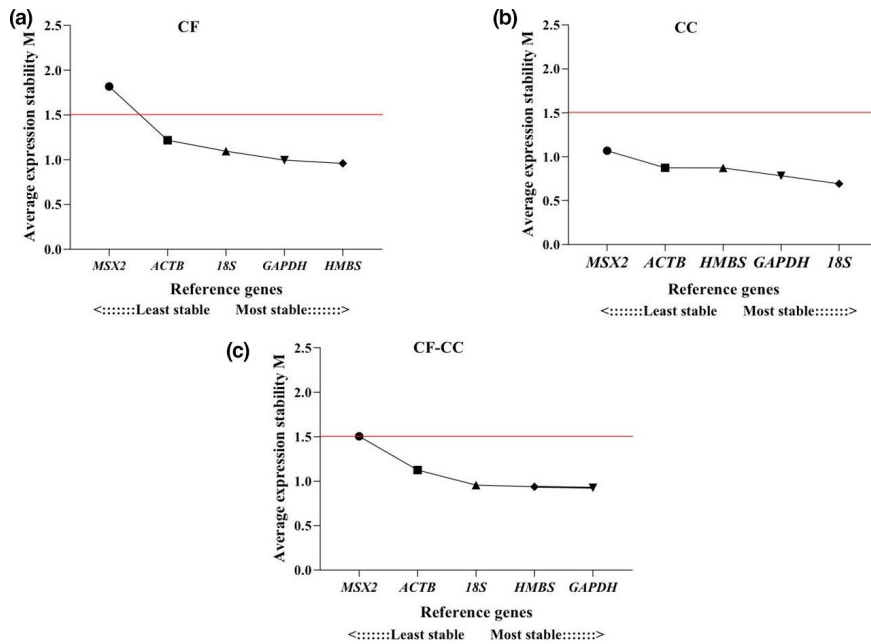 (a)
CF
Average expression stability M
2.5
2.0
1.5
1.0
0.5
0.0
MSX2 ACTB 18S GAPDH HMBS
Reference genes
<:::::::Least stable Most stable:::::::>
(b)
CC
Average expression stability M
2.5
2.0
1.5
1.0
0.5
0.0
MSX2 ACTB HMBS GAPDH 18S
Reference genes
<:::::::Least stable Most stable:::::::>
(c)
CF-CC
Average expression stability M
2.5
2.0
1.5
1.0
0.5
0.0
MSX2 ACTB 18S HMBS GAPDH
Reference genes
<:::::::Least stable Most stable:::::::>